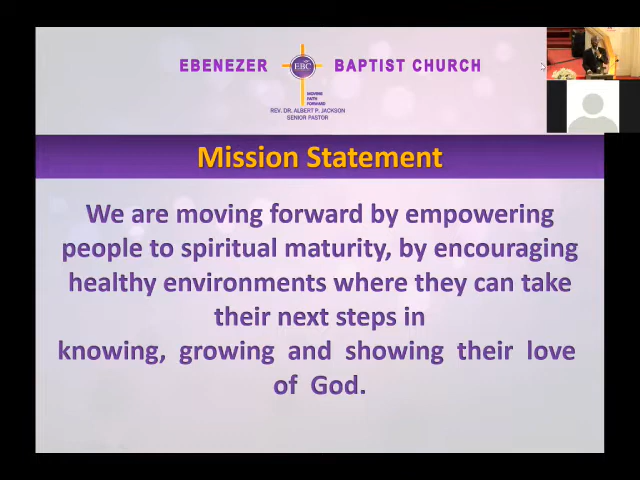 EBENEZER EBC BAPTIST CHURCH
MOVING
FAITH
FORWARD
REV. DR. ALBERT P. JACKSON
SENIOR PASTOR
Mission Statement
We are moving forward by empowering
people to spiritual maturity, by encouraging
healthy environments where they can take
their next steps in
knowing, growing and showing their love
of God.